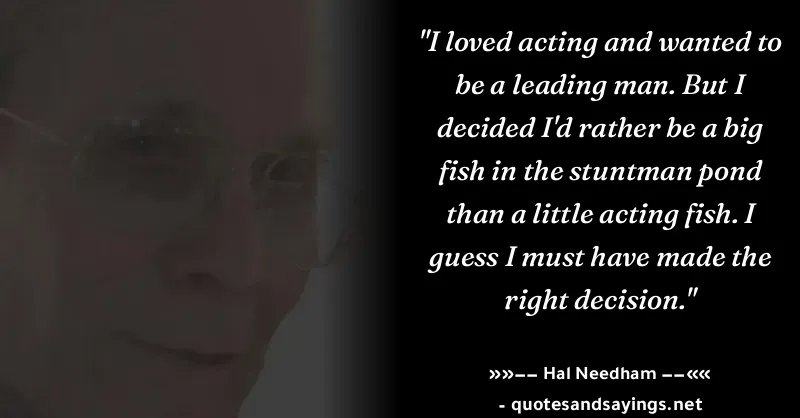 "I loved acting and wanted to
be a leading man. But I
decided I'd rather be a big
fish in the stuntman pond
than a little acting fish. I
guess I must have made the
right decision."
»»–– Hal Needham ––««
- quotesandsayings.net